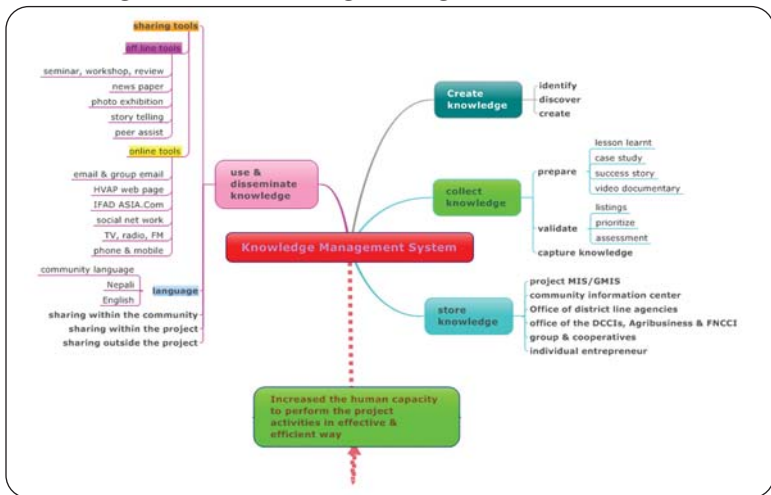 sharing tools
off line tools
seminar, workshop, review
news paper
photo exhibition
story telling
peer assist
online tools
email & group email
HVAP web page
IFAD ASIA.Com
social net work
TV, radio, FM
phone & mobile
community language
Nepali
English
language
sharing within the community
sharing within the project
sharing outside the project
use &
disseminate
knowledge
Knowledge Management System
Create
knowledge
identify
discover
create
collect
knowledge
prepare
lesson learnt
case study
success story
video documentary
validate
listings
prioritize
assessment
capture knowledge
store
knowledge
project MIS/GMIS
community information center
Office of district line agencies
office of the DCCIs, Agribusiness & FNCCI
group & cooperatives
individual entrepreneur
Increased the human capacity
to perform the project
activities in effective &
efficient way